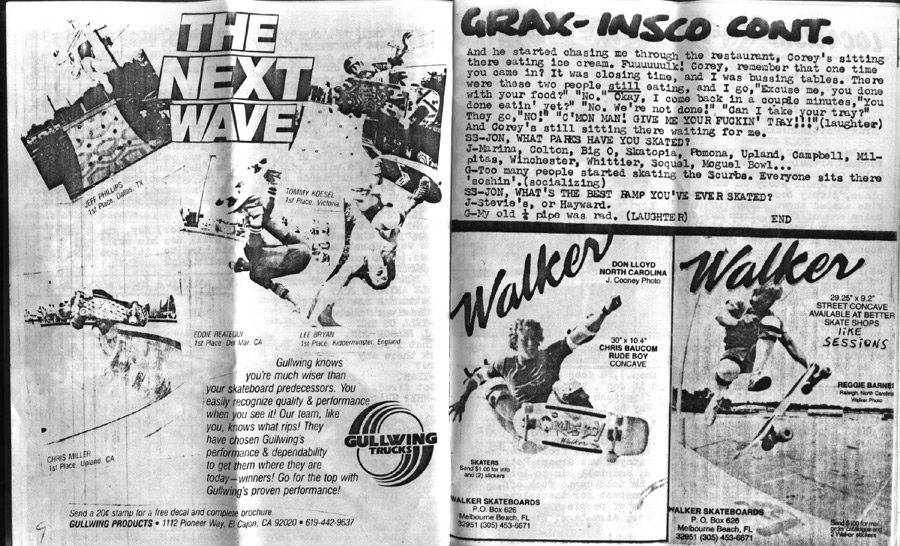 THE
NEXT
WAVE
JEFF PHILLIPS
1st Place, Dallas, TX
TOMMY KOESEL
1st Place, Victoria
EDDIE REATEGUI
1st Place Del Mar, CA
LEE BRYAN
1st Place, Kidderminster, England
CHRIS MILLER
1st Place Upland, CA
Gullwing knows
you're much wiser than
your skateboard predecessors. You
easily recognize quality & performance
when you see it! Our team, like
you, knows what rips! They
have chosen Gullwing's
performance & dependability
to get them where they are
today—winners! Go for the top with
Gullwing's proven performance!
GULLWING
TRUCKS
Send a 20¢ stamp for a free decal and complete brochure.
GULLWING PRODUCTS • 1112 Pioneer Way, El Cajon, CA 92020 • 619-442-9637
9
GRAX-INSCO CONT.
And he started chasing me through the restaurant, Corey's sitting
there eating ice cream. Fuuuuulk! Corey, remember that one time
you came in? It was closing time, and I was bussing tables. There
were those two people still eating, and I go,"Excuse me, you done
with your food?" "No." "Okay, I come back in a couple minutes,"You
done eatin' yet?" "No. We're not done!" "Can I take your tray?"
They go,"NO!" "C'MON MAN! GIVE ME YOUR FUCKIN' TRAY!!!"(laughter)
And Corey's still sitting there waiting for me.
SS-JON, WHAT PARKS HAVE YOU SKATED?
J-Marina, Colton, Big O, Skatopia, Pomona, Upland, Campbell, Mil-
pitas, Winchester, Whittier, Soquel, Moguel Bowl...
G-Too many people started skating the Scurbs. Everyone sits there
'soshin'.(socializing)
SS-JON, WHAT'S THE BEST RAMP YOU'VE EVER SKATED?
J-Stevie's, or Hayward.
G-My old ¼ pipe was rad. (LAUGHTER) END
Walker
DON LLOYD
NORTH CAROLINA
J. Cooney Photo
30" x 10.4"
CHRIS BAUCOM
RUDE BOY
CONCAVE
Walker
SKATERS
Send $1.00 for info
and (2) stickers
WALKER SKATEBOARDS
P.O. Box 626
Melbourne Beach, FL
32951 (305) 453-6671
Walker
29.25" x 9.2"
STREET CONCAVE
AVAILABLE AT BETTER
SKATE SHOPS
LIKE
SESSIONS
REGGIE BARNES
Raleigh, North Carolina
Walker Photo
WALKER SKATEBOARDS
P. O. Box 626
Melbourne Beach, FL
32951 (305) 453-6671
Send $1.00 for mail
order catalogue and
2 Walker stickers